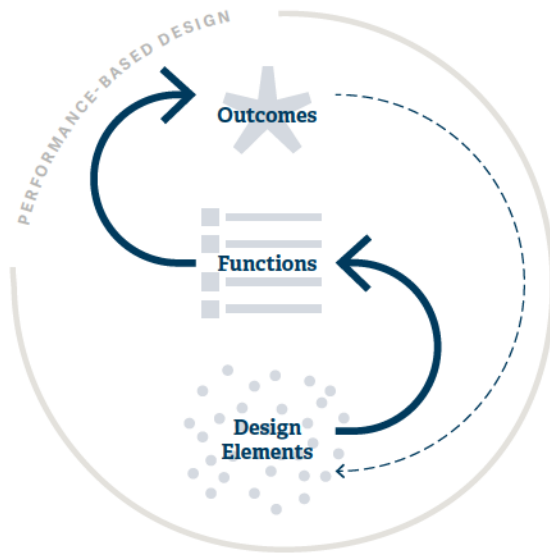 PERFORMANCE-BASED DESIGN
Outcomes
Functions
Design
Elements